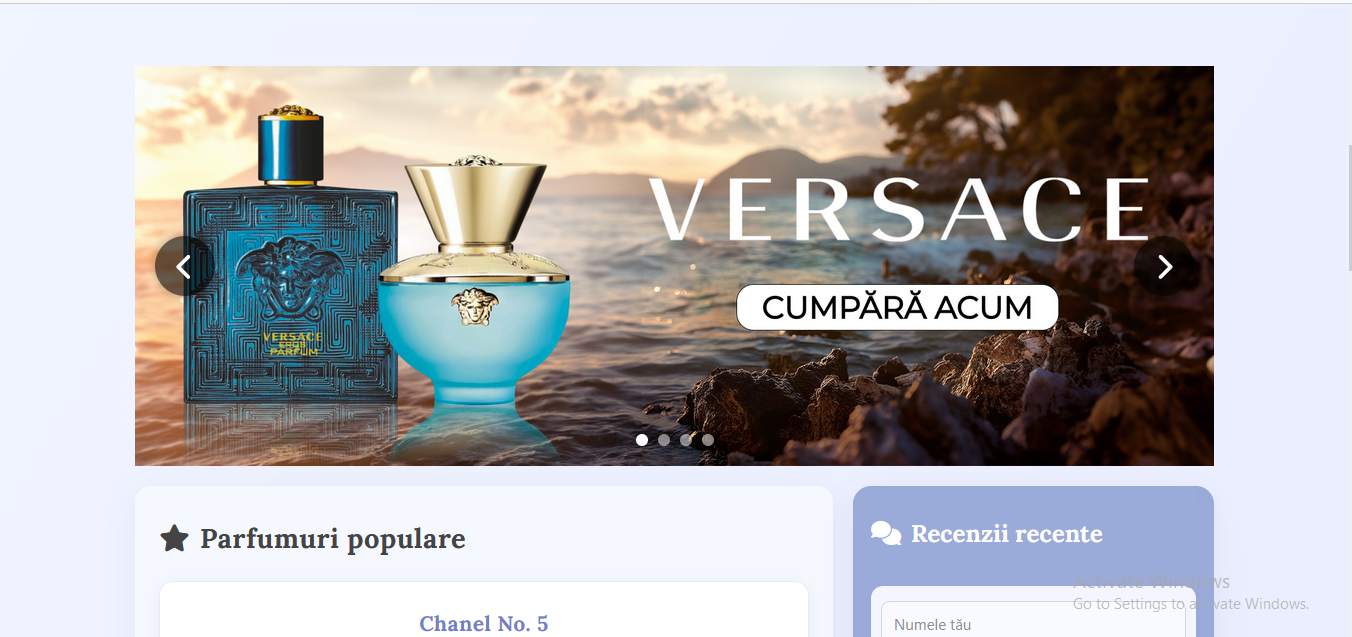 VERSACE
CUMPĂRĂ ACUM
VERSACE
EROS
PARFUM
Parfumuri populare
Recenzii recente
Chanel No. 5
Numele tău
Activate Windows
Go to Settings to activate Windows.